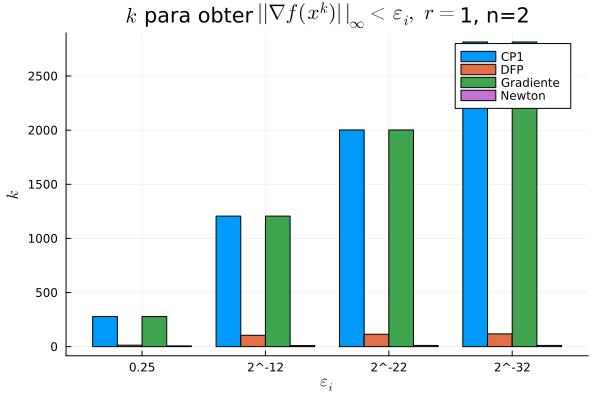 k para obter ||∇f(x^k)||_∞ < ε_i, r = 1, n=2
CP1
DFP
Gradiente
Newton
2500
2000
1500
1000
500
0
k
0.25 2^-12 2^-22 2^-32
ε_i